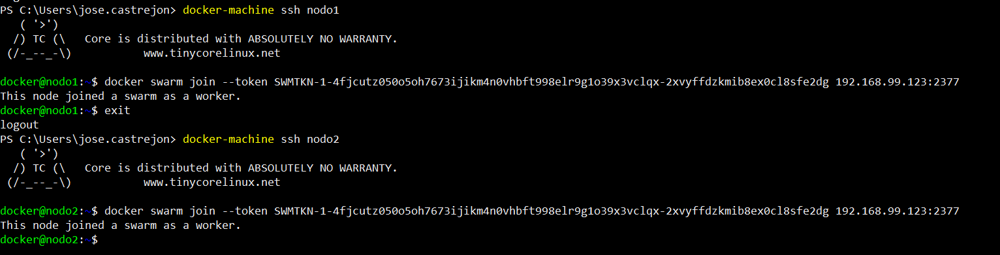 PS C:\Users\jose.castrejon> docker-machine ssh nodo1
   ( '>')
  /) TC (\   Core is distributed with ABSOLUTELY NO WARRANTY.
 (/-_--_-\)           www.tinycorelinux.net

docker@nodo1:~$ docker swarm join --token SWMTKN-1-4fjcutz050o5oh7673ijikm4n0vhbft998elr9g1o39x3vclqx-2xvyffdzkmib8ex0cl8sfe2dg 192.168.99.123:2377
This node joined a swarm as a worker.
docker@nodo1:~$ exit
logout
PS C:\Users\jose.castrejon> docker-machine ssh nodo2
   ( '>')
  /) TC (\   Core is distributed with ABSOLUTELY NO WARRANTY.
 (/-_--_-\)           www.tinycorelinux.net

docker@nodo2:~$ docker swarm join --token SWMTKN-1-4fjcutz050o5oh7673ijikm4n0vhbft998elr9g1o39x3vclqx-2xvyffdzkmib8ex0cl8sfe2dg 192.168.99.123:2377
This node joined a swarm as a worker.
docker@nodo2:~$